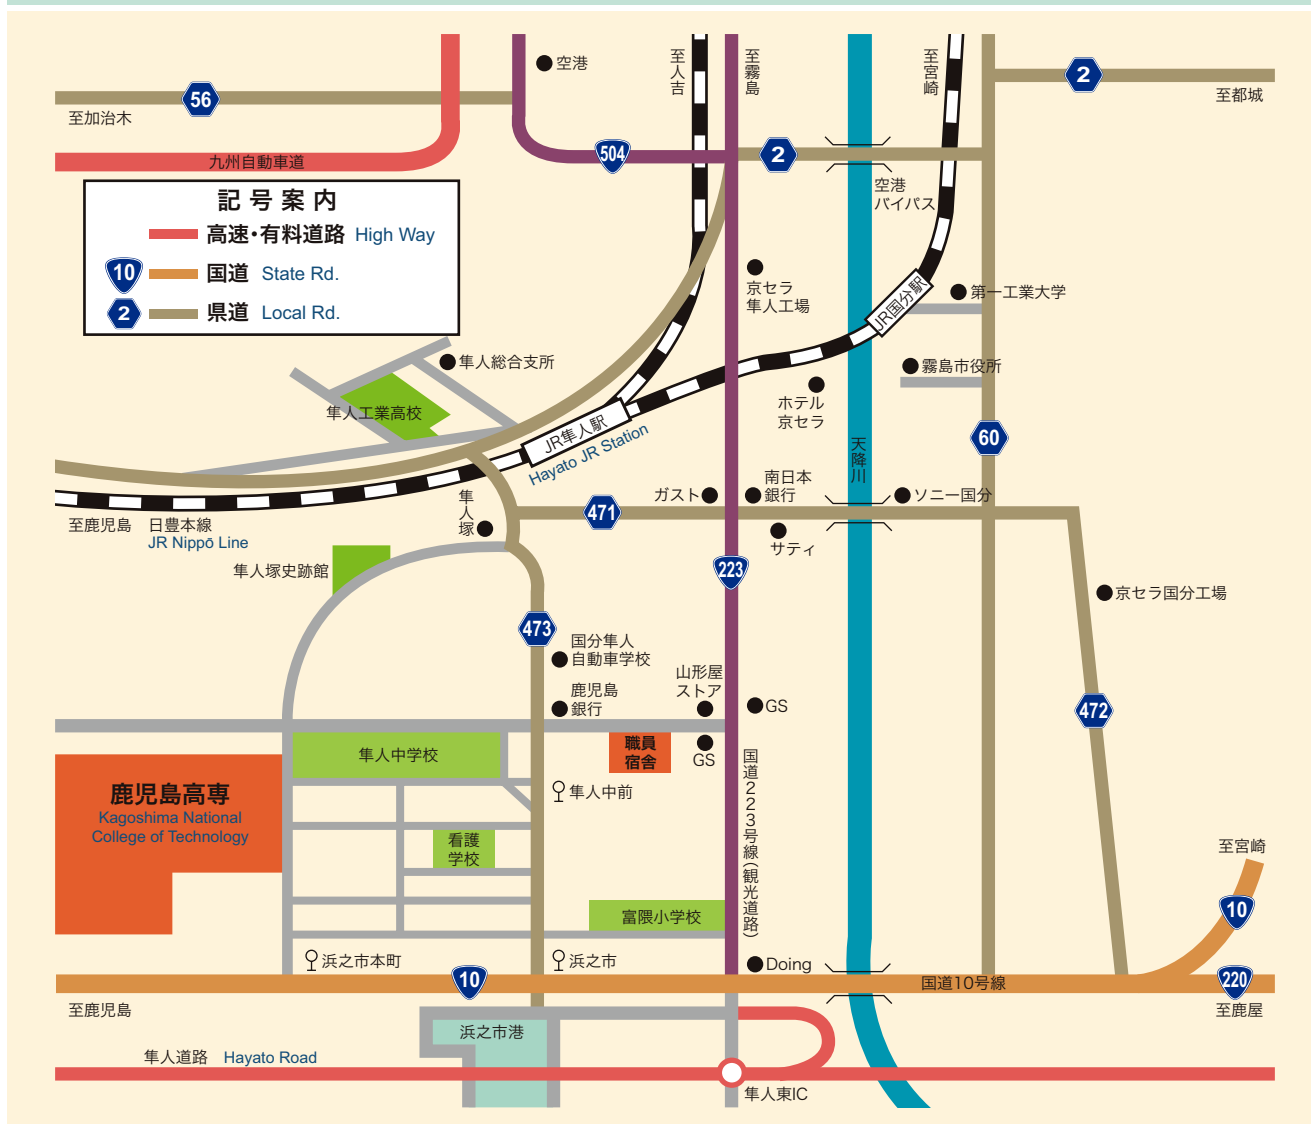 空港
至人吉
至霧島
至宮崎
2
至都城
56
至加治木
504
2
九州自動車道
空港
バイパス
記号案内
高速・有料道路 High Way
10 国道 State Rd.
2 県道 Local Rd.
京セラ
隼人工場
JR国分駅
第一工業大学
隼人総合支所
霧島市役所
隼人工業高校
ホテル
京セラ
JR隼人駅
Hayato JR Station
60
天降川
隼人塚
ガスト
南日本
銀行
ソニー国分
471
至鹿児島
日豊本線
JR Nippō Line
サティ
隼人塚史跡館
223
京セラ国分工場
473
国分隼人
自動車学校
山形屋
ストア
鹿児島
銀行
GS
472
職員
宿舎
GS
隼人中学校
国道223号線(観光道路)
鹿児島高専
Kagoshima National
College of Technology
隼人中前
看護
学校
至宮崎
10
富隈小学校
浜之市本町
浜之市
Doing
10
国道10号線
220
至鹿児島
至鹿屋
浜之市港
隼人道路 Hayato Road
隼人東IC